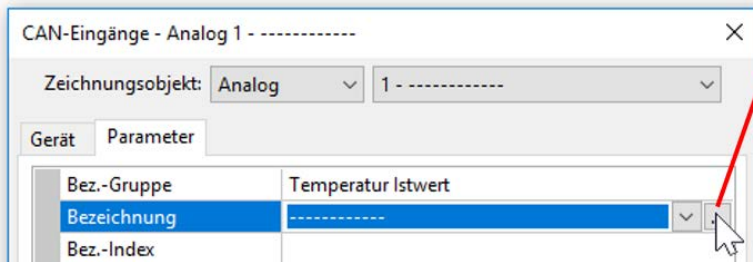 CAN-Eingänge - Analog 1 - ------------
Zeichnungsobjekt: Analog 1 - ------------
Gerät Parameter
Bez.-Gruppe Temperatur Istwert
Bezeichnung ------------
Bez.-Index